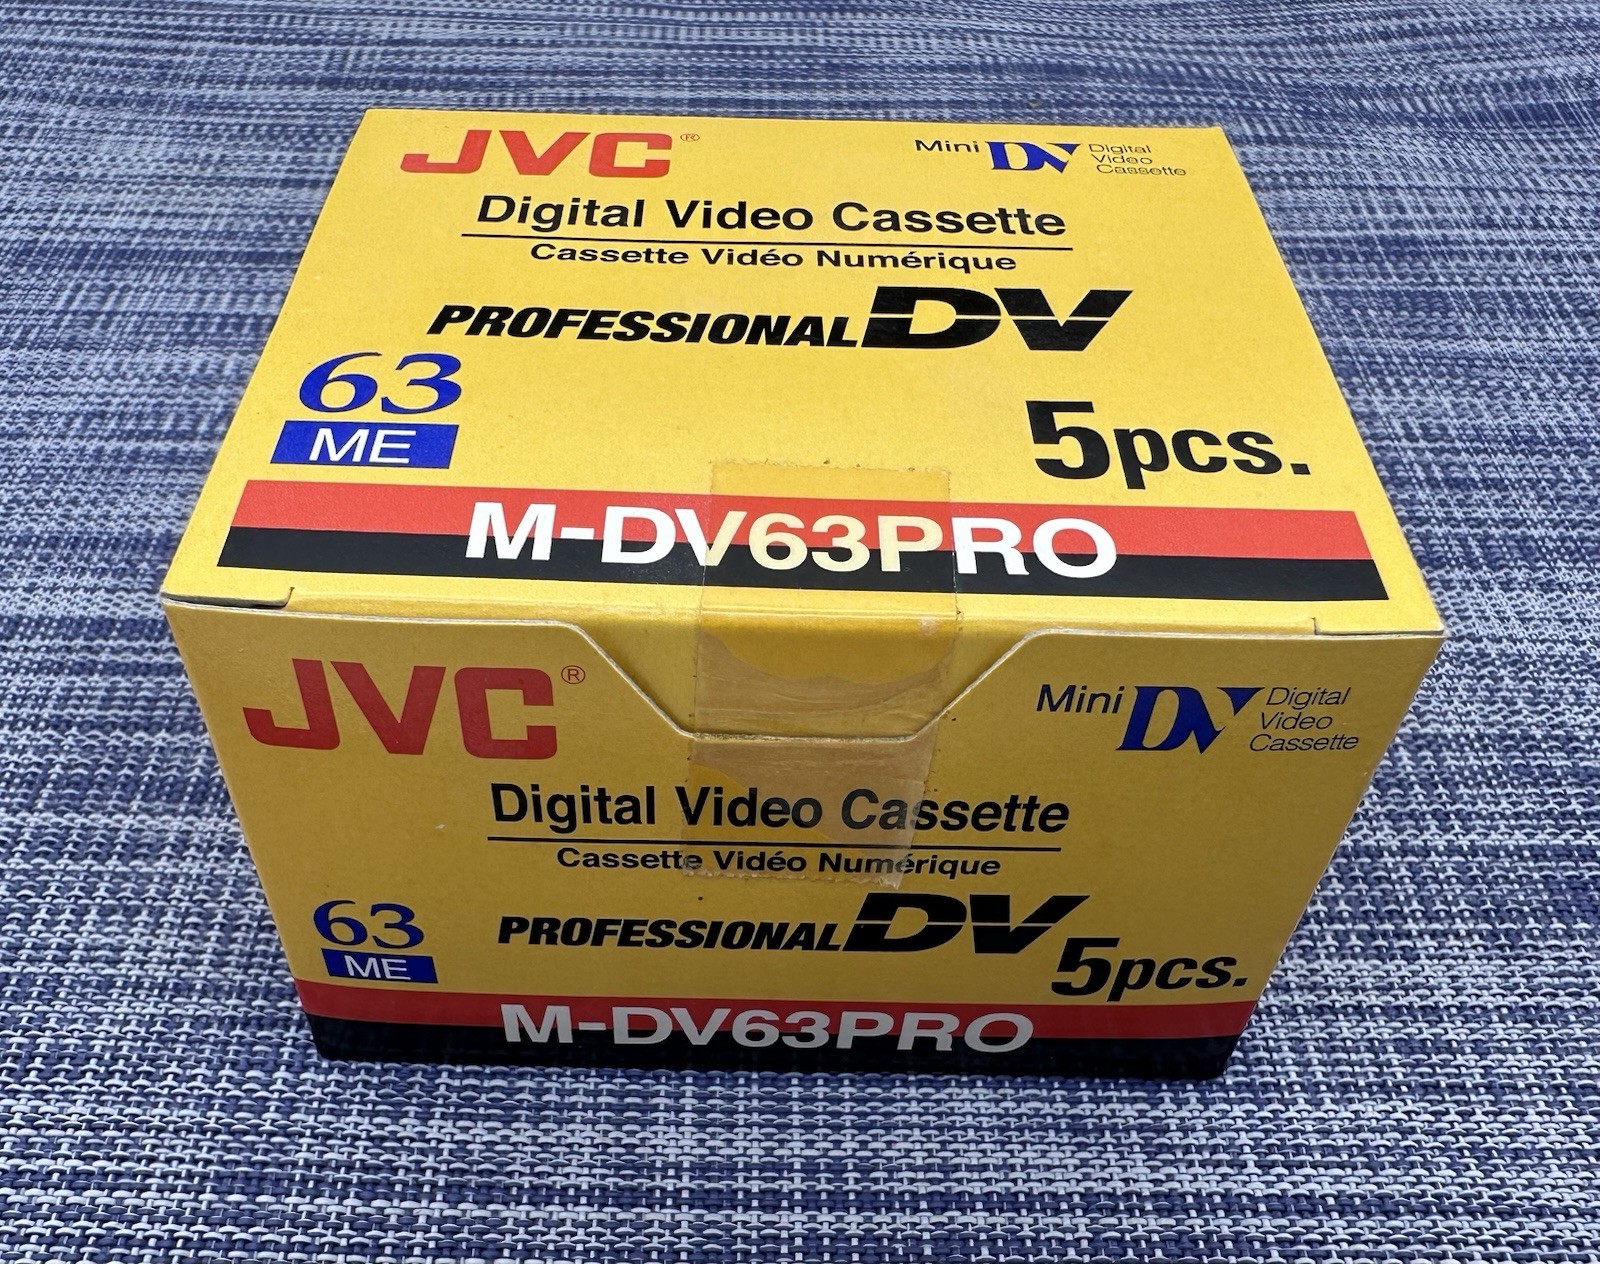 JVC®
Mini DV Digital Video Cassette
Digital Video Cassette
Cassette Vidéo Numérique
PROFESSIONAL DV
63
ME
5pcs.
M-DV63PRO
JVC®
Mini DV Digital Video Cassette
Digital Video Cassette
Cassette Vidéo Numérique
63
ME
PROFESSIONAL DV
5pcs.
M-DV63PRO